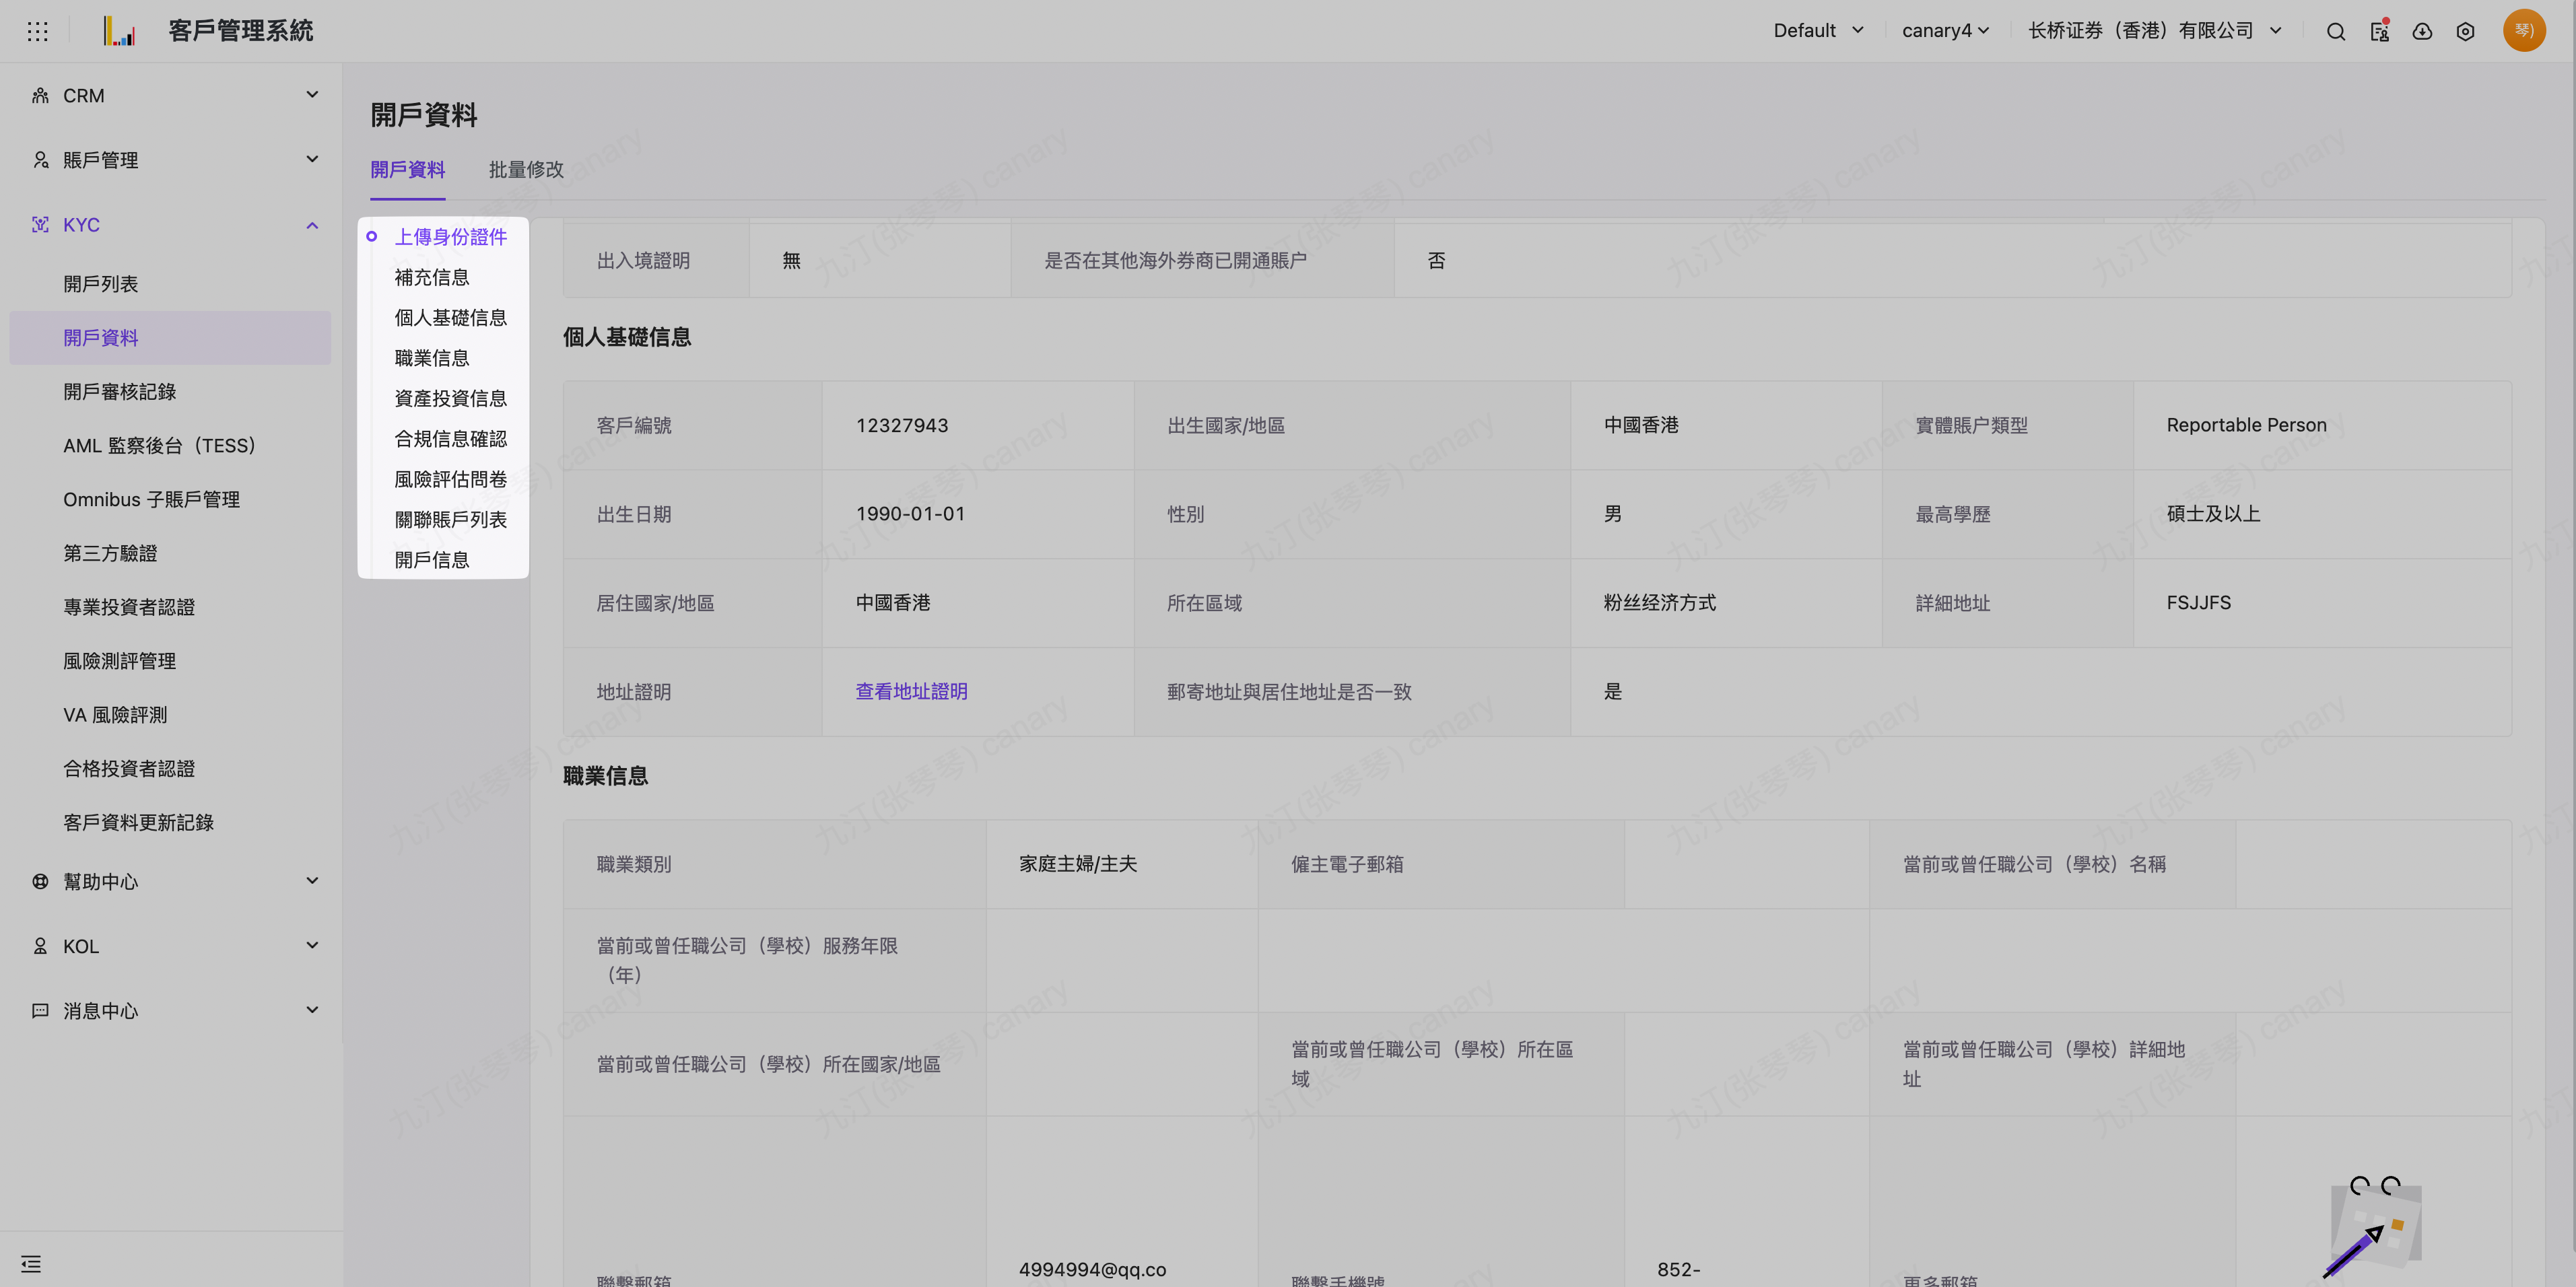 客戶管理系統
Default
canary4
长桥证券（香港）有限公司
琴)
CRM
賬戶管理
KYC
開戶列表
開戶資料
開戶審核記錄
AML 監察後台（TESS）
Omnibus 子賬戶管理
第三方驗證
專業投資者認證
風險測評管理
VA 風險評測
合格投資者認證
客戶資料更新記錄
幫助中心
KOL
消息中心
開戶資料
開戶資料 批量修改
上傳身份證件
補充信息
個人基礎信息
職業信息
資產投資信息
合規信息確認
風險評估問卷
關聯賬戶列表
開戶信息
出入境證明 無 是否在其他海外券商已開通賬户 否
個人基礎信息
客戶編號 12327943 出生國家/地區 中國香港 實體賬户類型 Reportable Person
出生日期 1990-01-01 性別 男 最高學歷 碩士及以上
居住國家/地區 中國香港 所在區域 粉丝经济方式 詳細地址 FSJJFS
地址證明 查看地址證明 郵寄地址與居住地址是否一致 是
職業信息
職業類別 家庭主婦/主夫 僱主電子郵箱 當前或曾任職公司（學校）名稱
當前或曾任職公司（學校）服務年限
（年）
當前或曾任職公司（學校）所在國家/地區
當前或曾任職公司（學校）所在區
域
當前或曾任職公司（學校）詳細地
址
聯繫郵箱 4994994@qq.co 聯繫手機號 852- 更多郵箱
九汀(张琴琴) canary